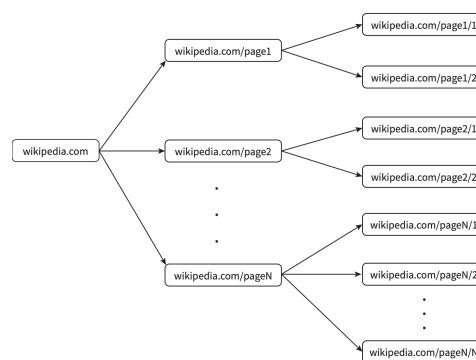 wikipedia.com
wikipedia.com/page1
wikipedia.com/page2
wikipedia.com/pageN
wikipedia.com/page1/1
wikipedia.com/page1/2
wikipedia.com/page2/1
wikipedia.com/page2/2
wikipedia.com/pageN/1
wikipedia.com/pageN/2
wikipedia.com/pageN/N